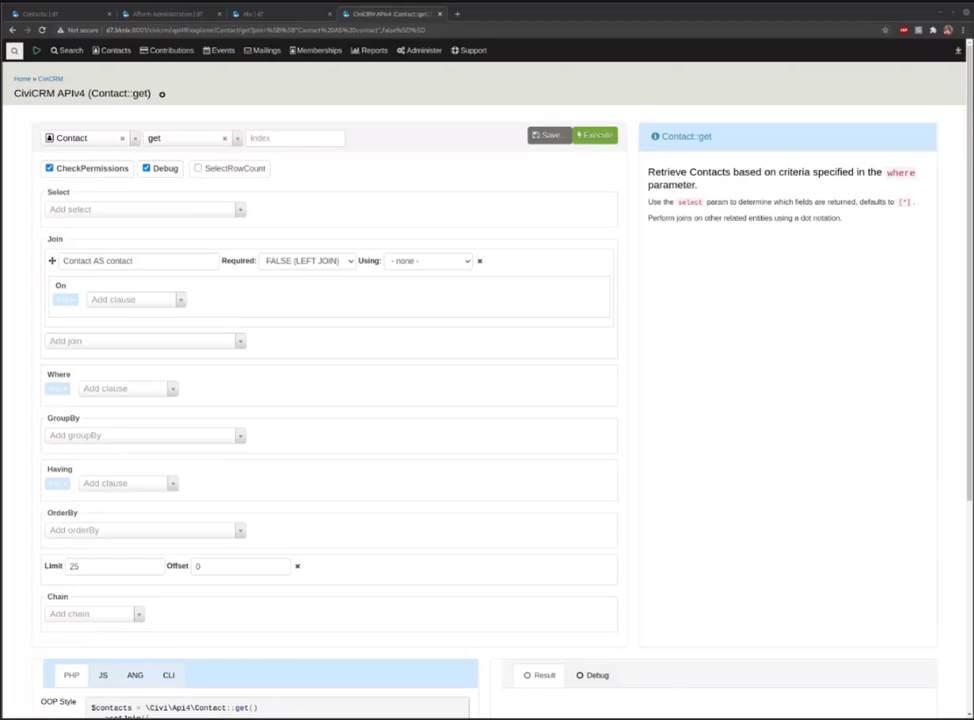 Contacts | d7
Afform Administration | d7
d7
CiviCRM APIv4 (Contact::get)
Not secure
Search
Contacts
Contributions
Events
Mailings
Memberships
Reports
Administer
Support
Home » CiviCRM
CiviCRM APIv4 (Contact::get)
Contact
get
Index
Save...
Execute
CheckPermissions
Debug
SelectRowCount
Select
Add select
Join
Contact AS contact
Required:
FALSE (LEFT JOIN)
Using:
- none -
On
Add clause
Add join
Where
Add clause
GroupBy
Add groupBy
Having
Add clause
OrderBy
Add orderBy
Limit
25
Offset
0
Chain
Add chain
Contact::get
Retrieve Contacts based on criteria specified in the where
parameter.
Use the select param to determine which fields are returned, defaults to [*].
Perform joins on other related entities using a dot notation.
PHP
JS
ANG
CLI
OOP Style
$contacts = \Civi\Api4\Contact::get()
Result
Debug